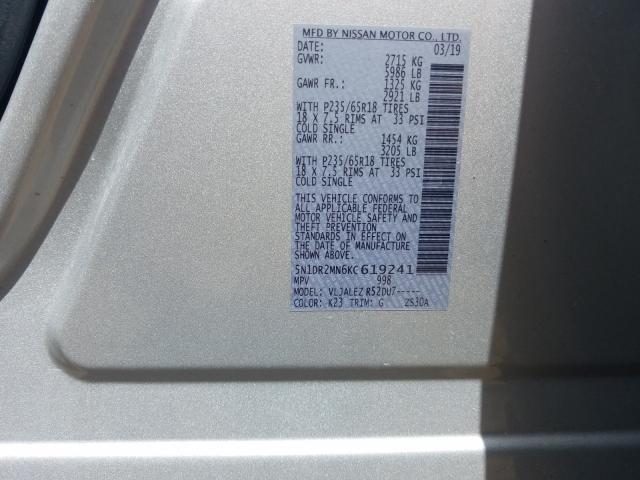 MFD BY NISSAN MOTOR CO., LTD.
DATE: 03/19
GVWR: 2715 KG
5986 LB
GAWR FR.: 1325 KG
2921 LB
WITH P235/65R18 TIRES
18 X 7.5 RIMS AT 33 PSI
COLD SINGLE
GAWR RR.: 1454 KG
3205 LB
WITH P235/65R18 TIRES
18 X 7.5 RIMS AT 33 PSI
COLD SINGLE
THIS VEHICLE CONFORMS TO
ALL APPLICABLE FEDERAL
MOTOR VEHICLE SAFETY AND
THEFT PREVENTION
STANDARDS IN EFFECT ON
THE DATE OF MANUFACTURE
SHOWN ABOVE.
5N1DR2MN6KC619241
MPV 998
MODEL: VLJALEZ R52DU7-----
COLOR: K23 TRIM: G ZS30A